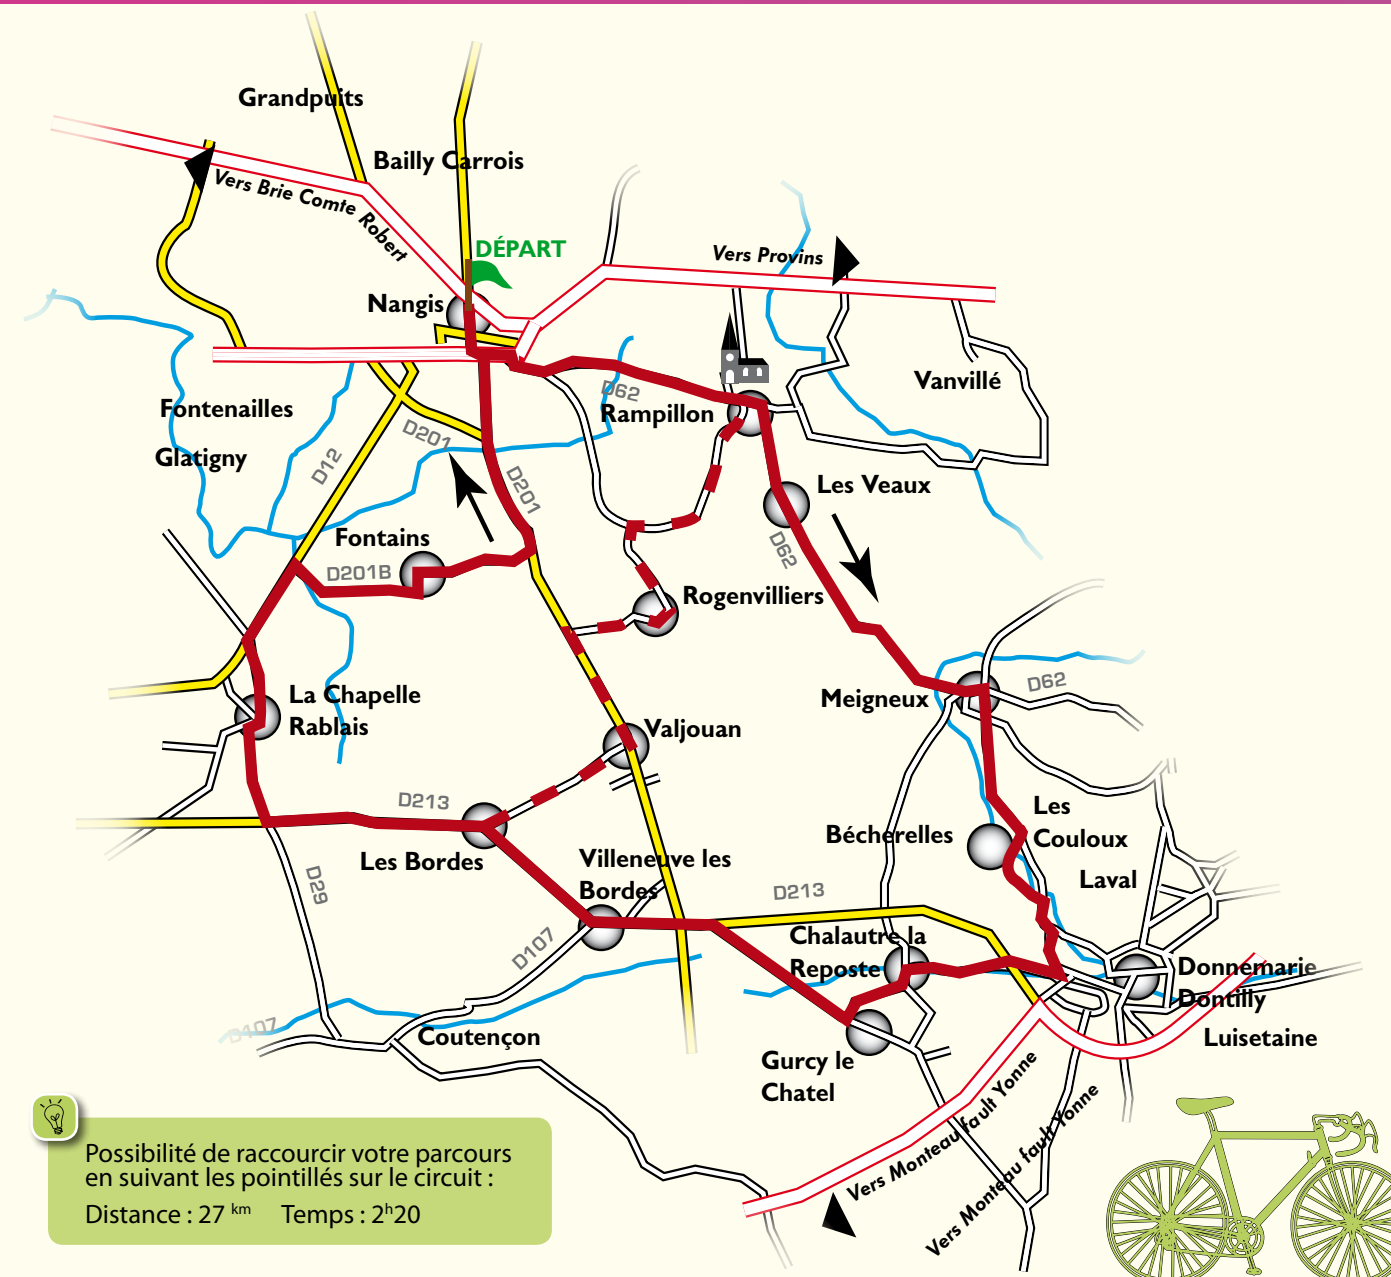 Grandpuits
Bailly Carrois
Vers Brie Comte Robert
DÉPART
Vers Provins
Nangis
Vanvillé
D62
Rampillon
Fontenailles
D201
Glatigny
D12
D201
Les Veaux
Fontains
D62
D201B
Rogenvilliers
D62
La Chapelle
Rablais
Meigneux
Valjouan
D213
Les
Couloux
Bécherelles
Les Bordes
Villeneuve les
Bordes
Laval
D29
D213
D107
Chalautre la
Reposte
Donnemarie
Dontilly
D107
Coutençon
Luisetaine
Gurcy le
Chatel
Vers Monteau fault Yonne
Vers Monteau fault Yonne
Possibilité de raccourcir votre parcours
en suivant les pointillés sur le circuit :
Distance : 27 km Temps : 2h20